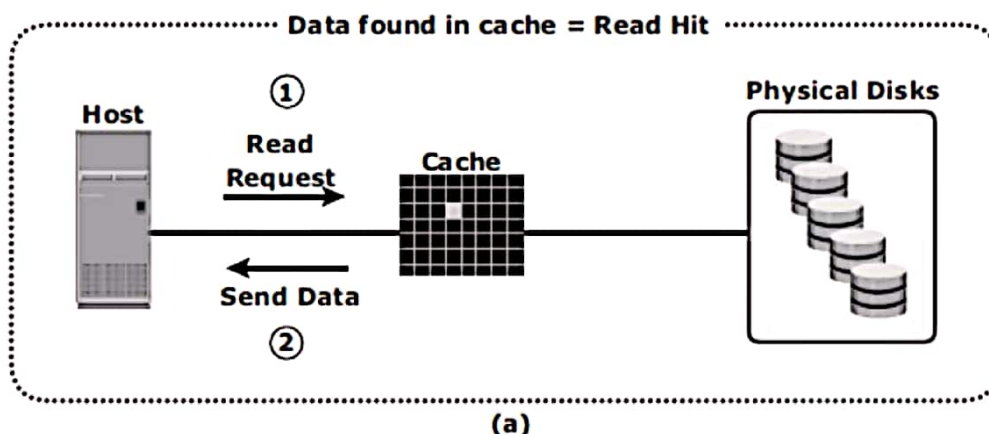 Data found in cache = Read Hit
1
Host
Physical Disks
Read
Request
Cache
Send Data
2
(a)